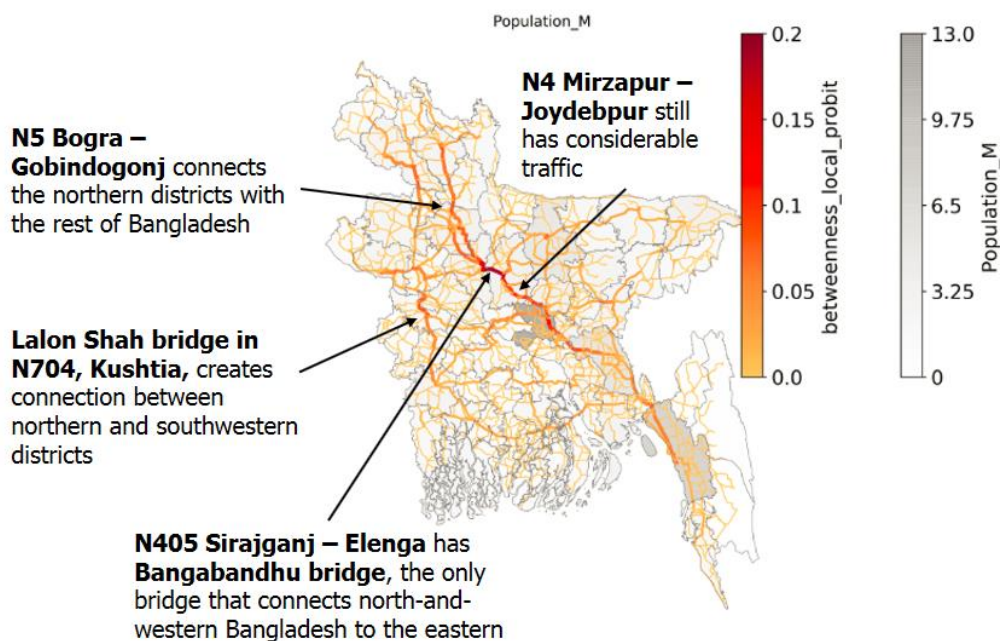 Population_M
N4 Mirzapur –
Joydebpur still
has considerable
traffic
N5 Bogra –
Gobindogonj connects
the northern districts with
the rest of Bangladesh
Lalon Shah bridge in
N704, Kushtia, creates
connection between
northern and southwestern
districts
N405 Sirajganj – Elenga has
Bangabandhu bridge, the only
bridge that connects north-and-
western Bangladesh to the eastern
0.2
0.15
0.1
0.05
0.0
betweenness_local_probit
13.0
9.75
6.5
3.25
0
Population_M